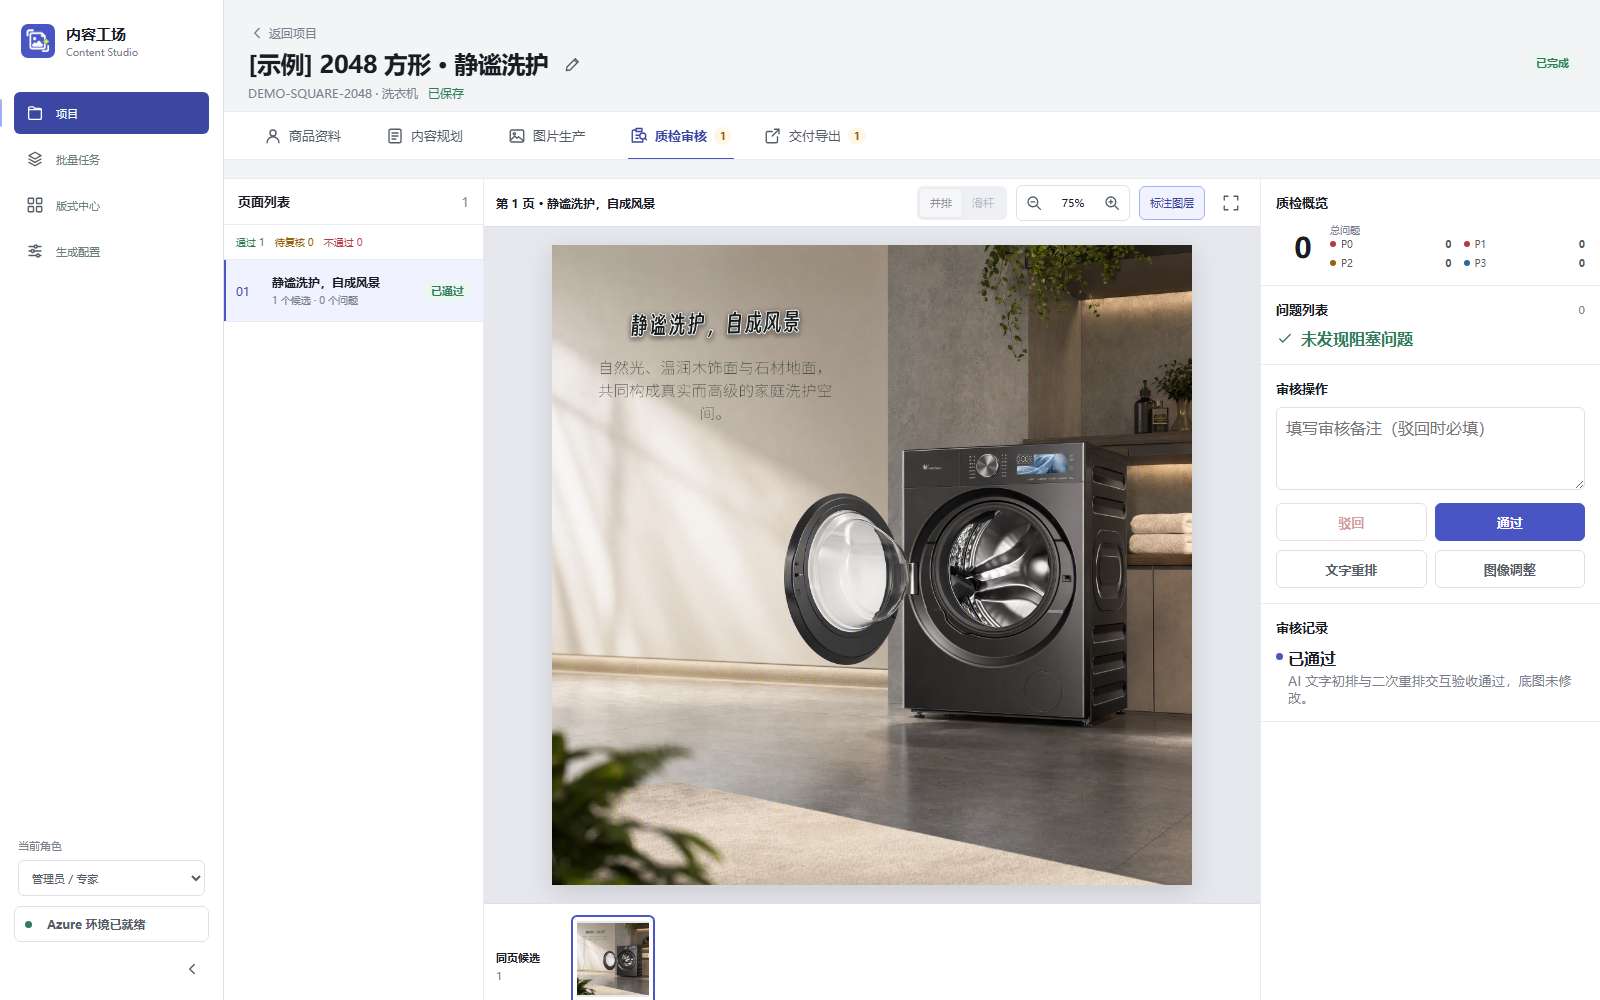 内容工场
Content Studio
项目
批量任务
版式中心
生成配置
当前角色
管理员 / 专家
Azure 环境已就绪
返回项目
[示例] 2048 方形 • 静谧洗护
DEMO-SQUARE-2048 · 洗衣机 已保存
已完成
商品资料
内容规划
图片生产
质检审核 1
交付导出 1
页面列表 1
通过 1 待复核 0 不通过 0
01
静谧洗护，自成风景
1 个候选 · 0 个问题
已通过
第 1 页 • 静谧洗护，自成风景
并排 滑杆
75%
标注图层
静谧洗护，自成风景
自然光、温润木饰面与石材地面，
共同构成真实而高级的家庭洗护空
间。
同页候选
1
质检概览
0
总问题
P0 0 P1 0
P2 0 P3 0
问题列表 0
未发现阻塞问题
审核操作
填写审核备注（驳回时必填）
驳回 通过
文字重排 图像调整
审核记录
已通过
AI 文字初排与二次重排交互验收通过，底图未修
改。